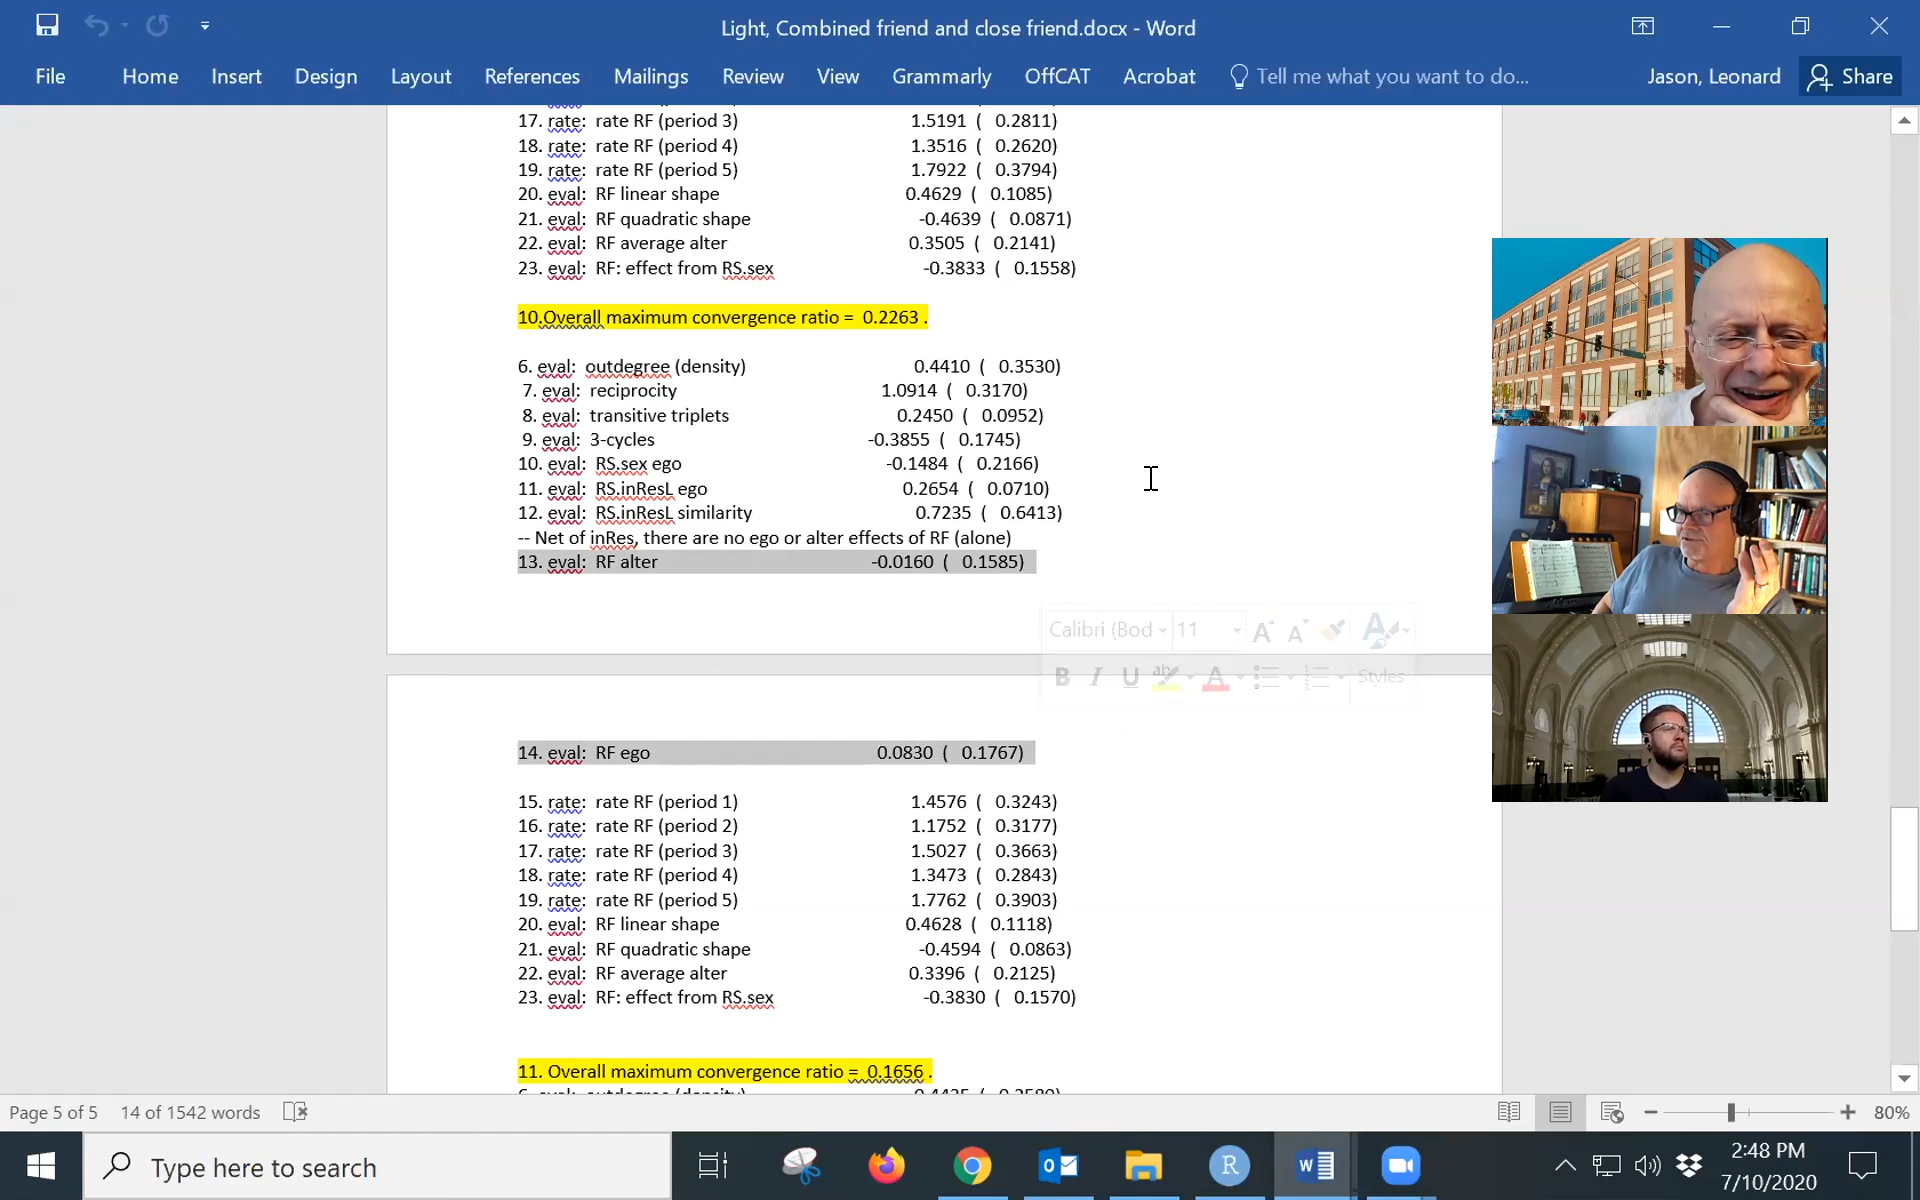 Light, Combined friend and close friend.docx - Word
File Home Insert Design Layout References Mailings Review View Grammarly OffCAT Acrobat Tell me what you want to do... Jason, Leonard Share
17. rate: rate RF (period 3) 1.5191 ( 0.2811)
18. rate: rate RF (period 4) 1.3516 ( 0.2620)
19. rate: rate RF (period 5) 1.7922 ( 0.3794)
20. eval: RF linear shape 0.4629 ( 0.1085)
21. eval: RF quadratic shape -0.4639 ( 0.0871)
22. eval: RF average alter 0.3505 ( 0.2141)
23. eval: RF: effect from RS.sex -0.3833 ( 0.1558)
10.Overall maximum convergence ratio = 0.2263 .
6. eval: outdegree (density) 0.4410 ( 0.3530)
7. eval: reciprocity 1.0914 ( 0.3170)
8. eval: transitive triplets 0.2450 ( 0.0952)
9. eval: 3-cycles -0.3855 ( 0.1745)
10. eval: RS.sex ego -0.1484 ( 0.2166)
11. eval: RS.inResL ego 0.2654 ( 0.0710)
12. eval: RS.inResL similarity 0.7235 ( 0.6413)
-- Net of inRes, there are no ego or alter effects of RF (alone)
13. eval: RF alter -0.0160 ( 0.1585)
Calibri (Bod 11
B I U Styles
14. eval: RF ego 0.0830 ( 0.1767)
15. rate: rate RF (period 1) 1.4576 ( 0.3243)
16. rate: rate RF (period 2) 1.1752 ( 0.3177)
17. rate: rate RF (period 3) 1.5027 ( 0.3663)
18. rate: rate RF (period 4) 1.3473 ( 0.2843)
19. rate: rate RF (period 5) 1.7762 ( 0.3903)
20. eval: RF linear shape 0.4628 ( 0.1118)
21. eval: RF quadratic shape -0.4594 ( 0.0863)
22. eval: RF average alter 0.3396 ( 0.2125)
23. eval: RF: effect from RS.sex -0.3830 ( 0.1570)
11. Overall maximum convergence ratio = 0.1656 .
Page 5 of 5 14 of 1542 words 80%
Type here to search
2:48 PM
7/10/2020